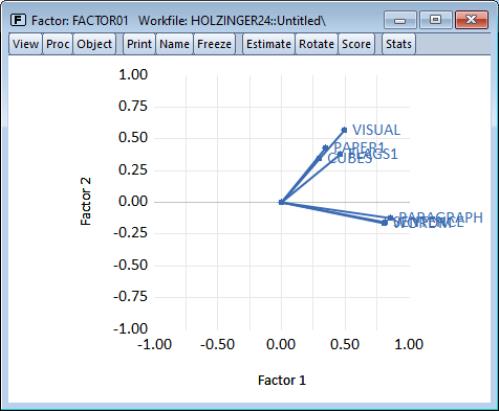 Factor: FACTOR01 Workfile: HOLZINGER24::Untitled\
View Proc Object Print Name Freeze Estimate Rotate Score Stats
1.00
0.75
0.50
0.25
0.00
-0.25
-0.50
-0.75
-1.00
Factor 2
VISUAL
PAPER1
FLAGS1
CUBES
PARAGRAPH
WORDM
-1.00 -0.50 0.00 0.50 1.00
Factor 1